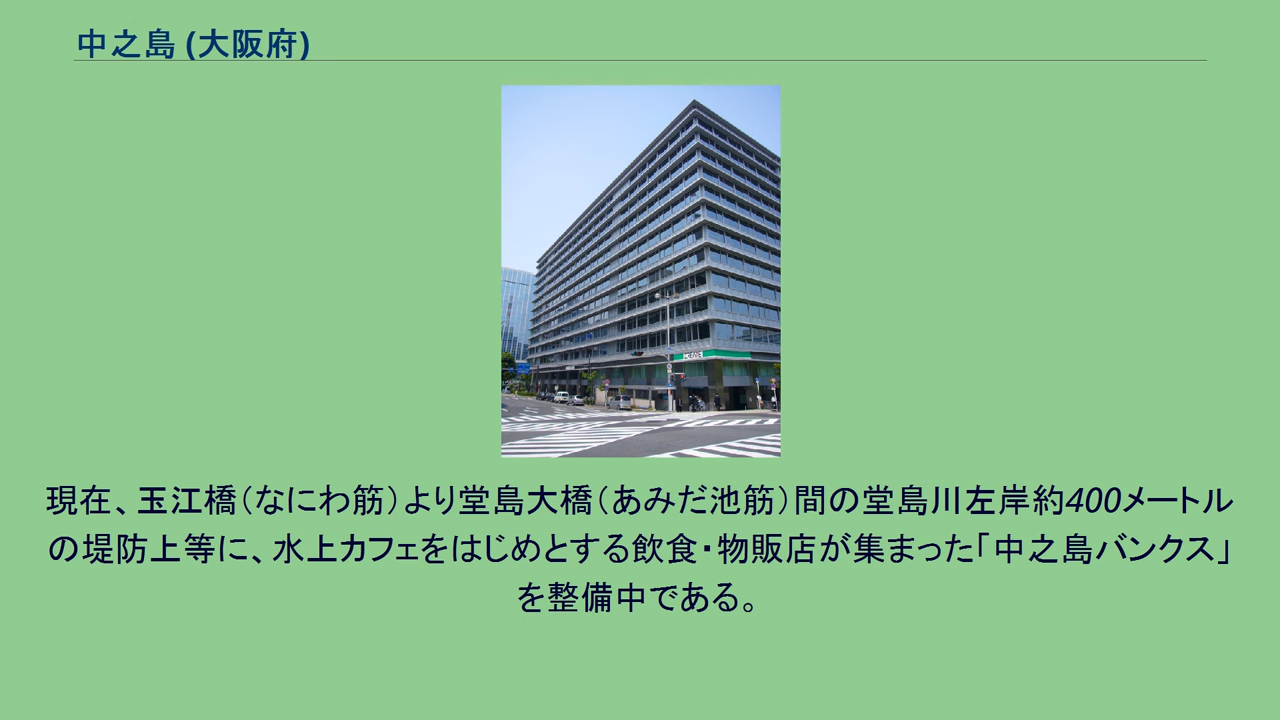 中之島 (大阪府)
現在、玉江橋（なにわ筋）より堂島大橋（あみだ池筋）間の堂島川左岸約400メートル
の堤防上等に、水上カフェをはじめとする飲食・物販店が集まった「中之島バンクス」
を整備中である。